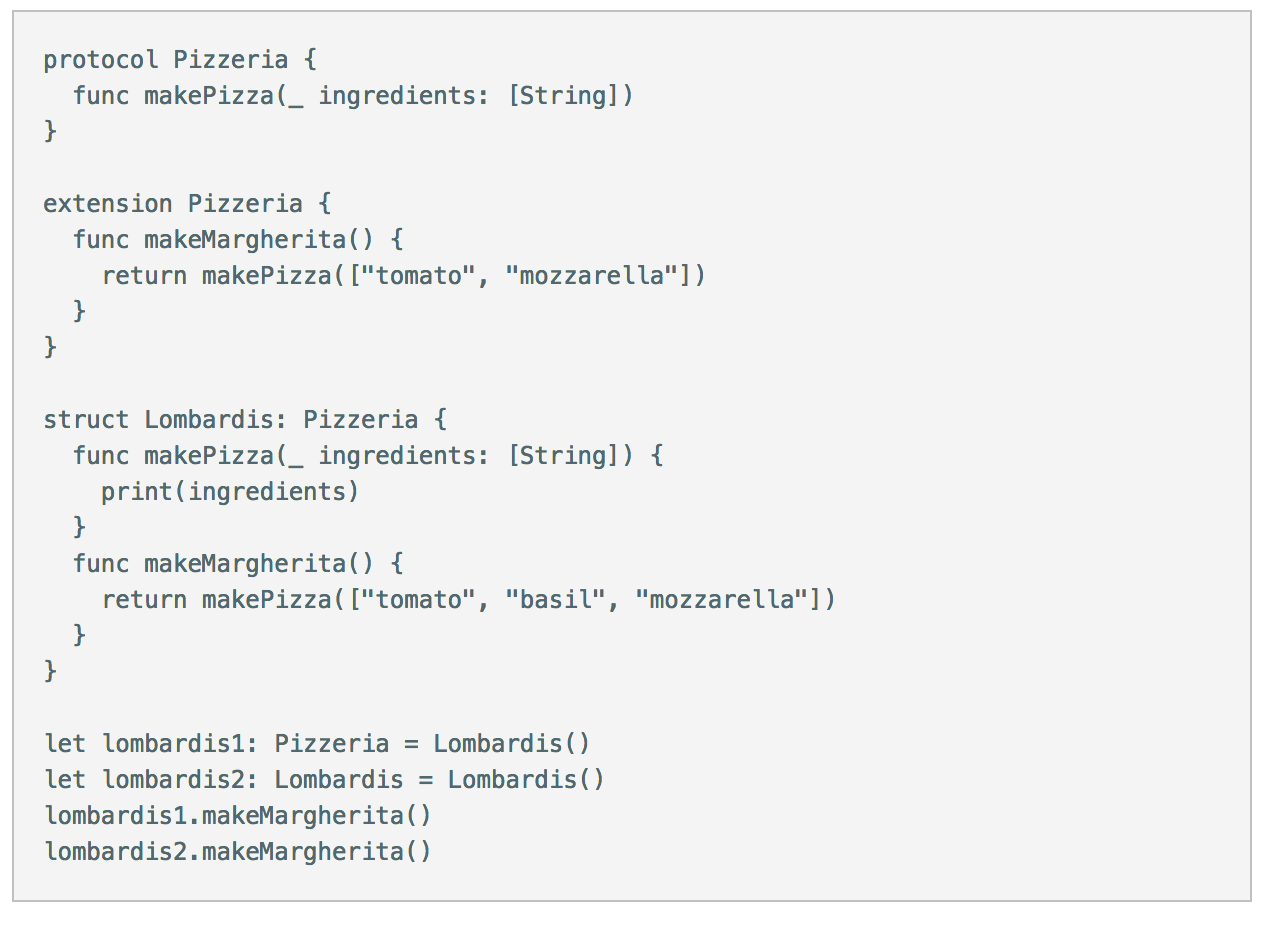 protocol Pizzeria {
  func makePizza(_ ingredients: [String])
}

extension Pizzeria {
  func makeMargherita() {
    return makePizza(["tomato", "mozzarella"])
  }
}

struct Lombardis: Pizzeria {
  func makePizza(_ ingredients: [String]) {
    print(ingredients)
  }
  func makeMargherita() {
    return makePizza(["tomato", "basil", "mozzarella"])
  }
}

let lombardis1: Pizzeria = Lombardis()
let lombardis2: Lombardis = Lombardis()
lombardis1.makeMargherita()
lombardis2.makeMargherita()